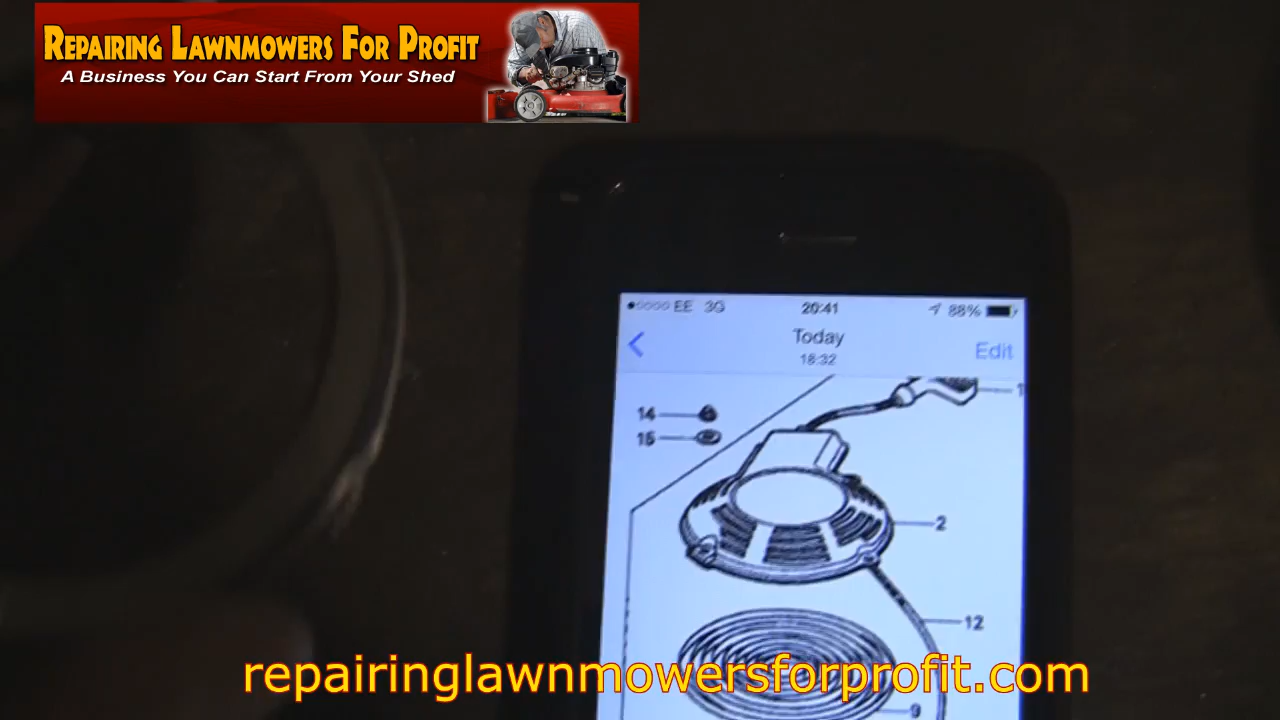 REPAIRING LAWNMOWERS FOR PROFIT
A Business You Can Start From Your Shed
EE 3G 20:41 88%
Today
18:32
Edit
14
15
2
12
9
repairinglawnmowersforprofit.com